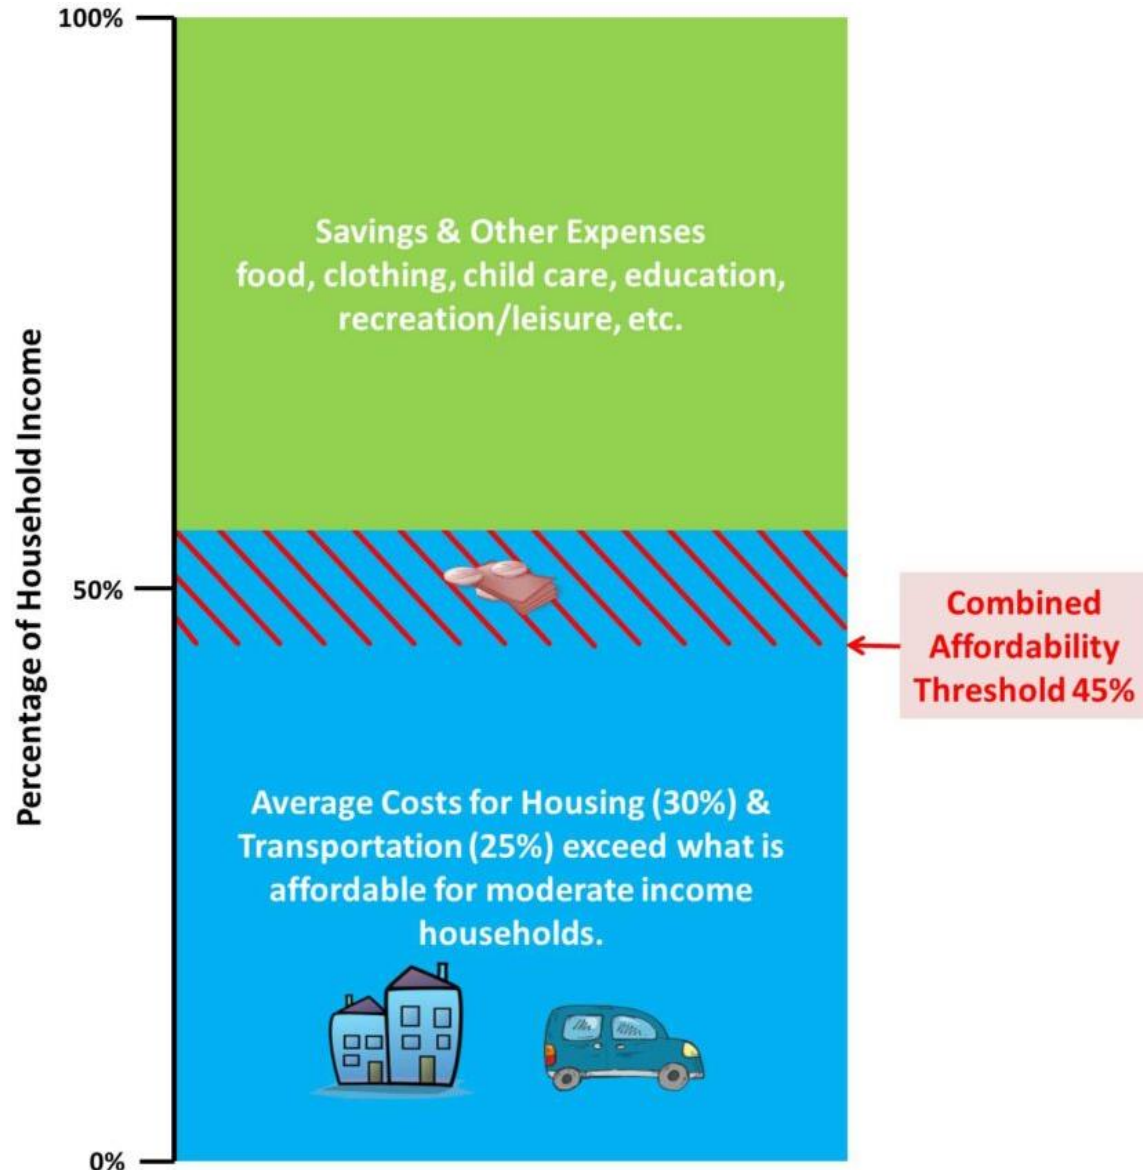 100%
Savings & Other Expenses
food, clothing, child care, education,
recreation/leisure, etc.
Percentage of Household Income
50%
Combined
Affordability
Threshold 45%
Average Costs for Housing (30%) &
Transportation (25%) exceed what is
affordable for moderate income
households.
0%